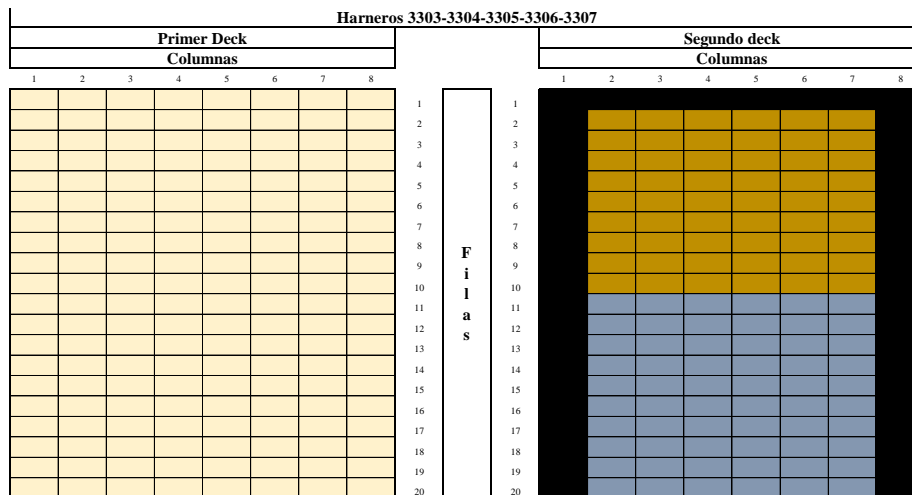 Harneros 3303-3304-3305-3306-3307
Primer Deck
Segundo deck
Columnas
Columnas
1 2 3 4 5 6 7 8
1 2 3 4 5 6 7 8
1 1
2 2
3 3
4 4
5 5
6 6
7 7
8 8
F
9 9
i
10 10
l
11 11
a
12 12
s
13 13
14 14
15 15
16 16
17 17
18 18
19 19
20 20